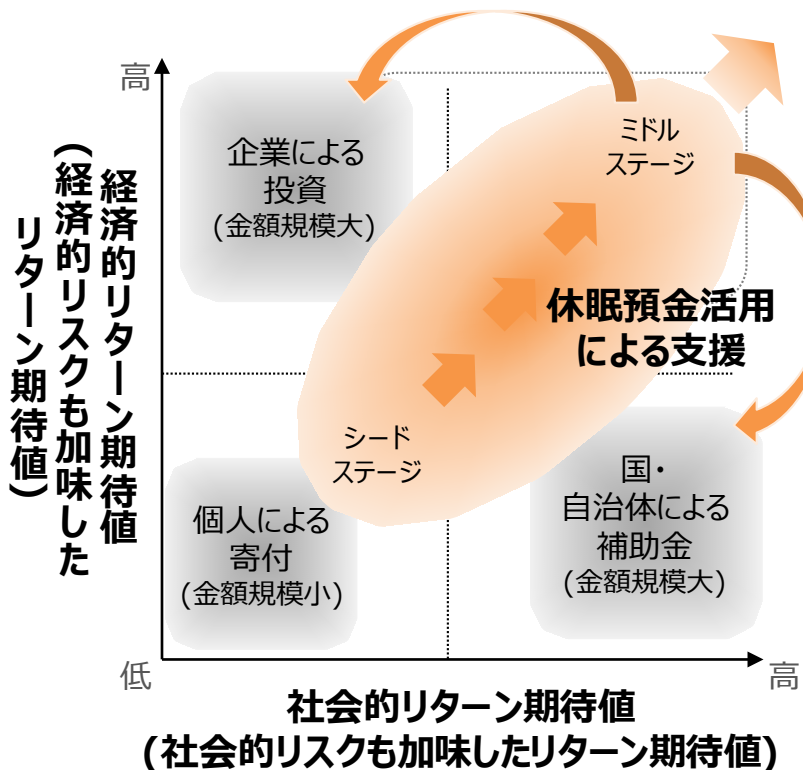 高
企業による
投資
(金額規模大)
ミドル
ステージ
経済的リターン期待値
(経済的リスクも加味した
リターン期待値)
休眠預金活用
による支援
シード
ステージ
個人による
寄付
(金額規模小)
国・
自治体による
補助金
(金額規模大)
低
高
社会的リターン期待値
(社会的リスクも加味したリターン期待値)